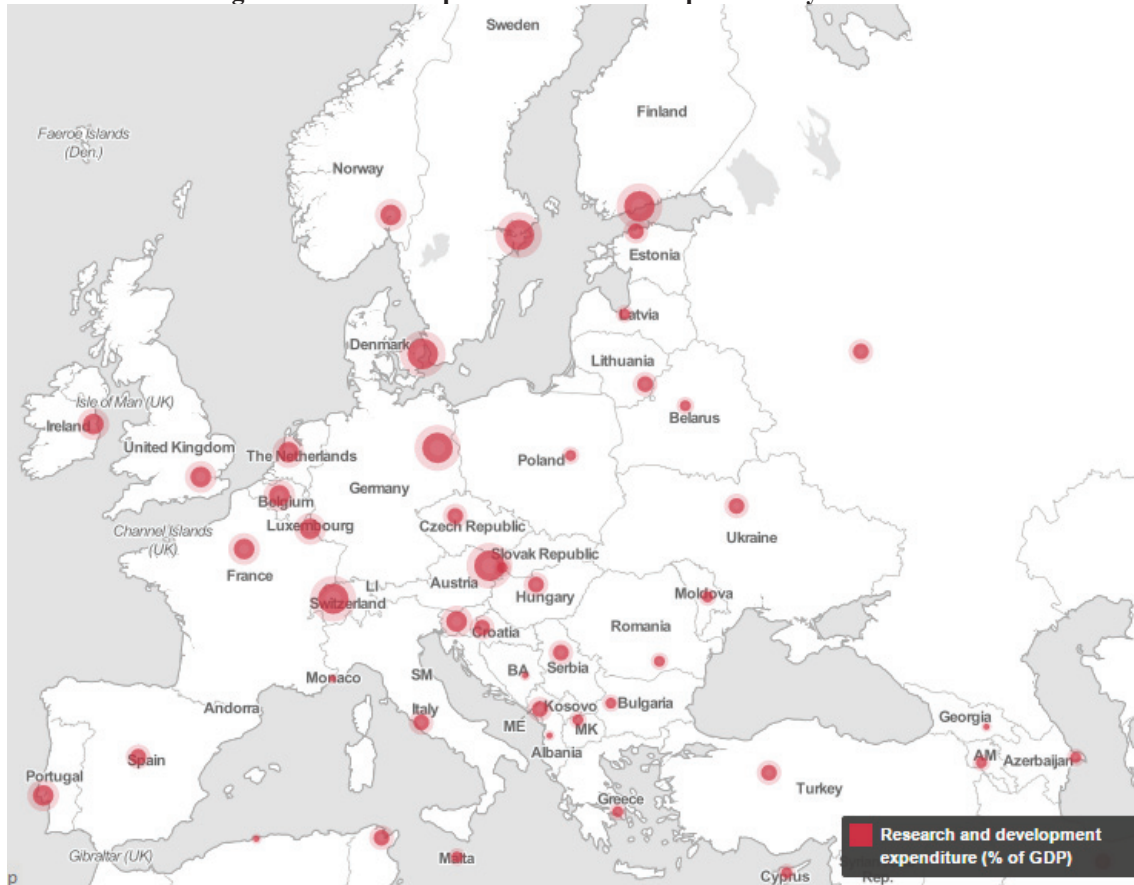 Sweden
Finland
Faeroe Islands
(Den.)
Norway
Estonia
Latvia
Denmark
Lithuania
Isle of Man (UK)
Belarus
Ireland
United Kingdom
The Netherlands
Poland
Germany
Belgium
Luxembourg
Czech Republic
Channel Islands
(UK)
Ukraine
Slovak Republic
France
Austria
LI
Hungary
Switzerland
Moldova
Romania
Croatia
Serbia
BA
Monaco
SM
Andorra
Italy
Kosovo
Bulgaria
ME
MK
Georgia
Albania
Spain
AM
Azerbaijan
Portugal
Turkey
Greece
Research and development
expenditure (% of GDP)
Gibraltar (UK)
Malta
Cyprus
Rep.